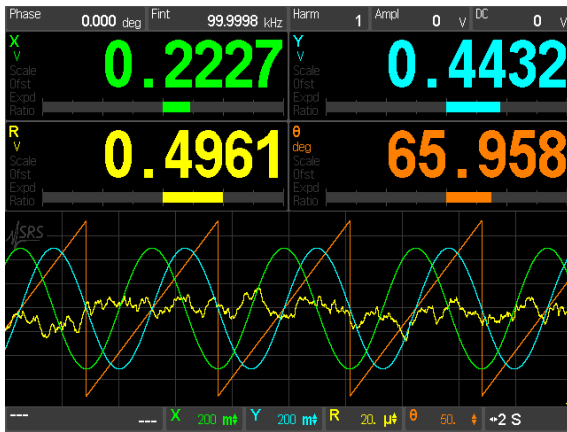 Phase 0.000 deg Fint 99.9998 kHz Harm 1 Ampl 0 V DC 0 V
X
V
Scale
Ofst
Expd
Ratio
0.2227
Y
V
Scale
Ofst
Expd
Ratio
0.4432
R
V
Scale
Ofst
Expd
Ratio
0.4961
θ
deg
Scale
Ofst
Expd
Ratio
65.958
SRS
--- --- X 200 m Y 200 m R 20. µ θ 50. 2 S